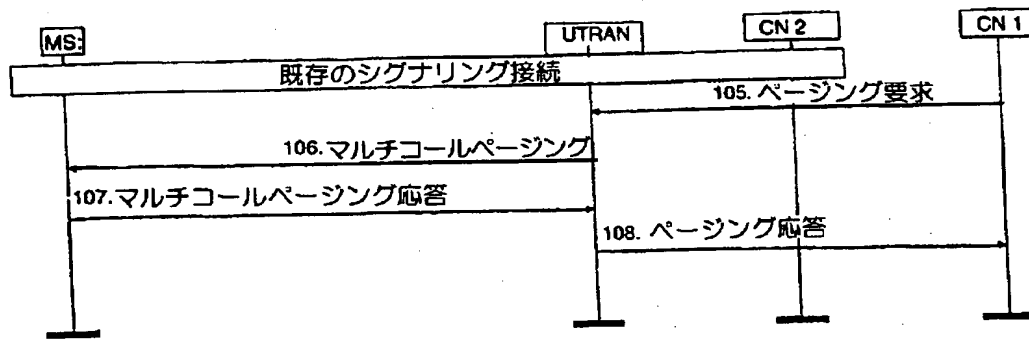 MS:
UTRAN
CN 2
CN 1
既存のシグナリング接続
105. ページング要求
106.マルチコールページング
107.マルチコールページング応答
108. ページング応答